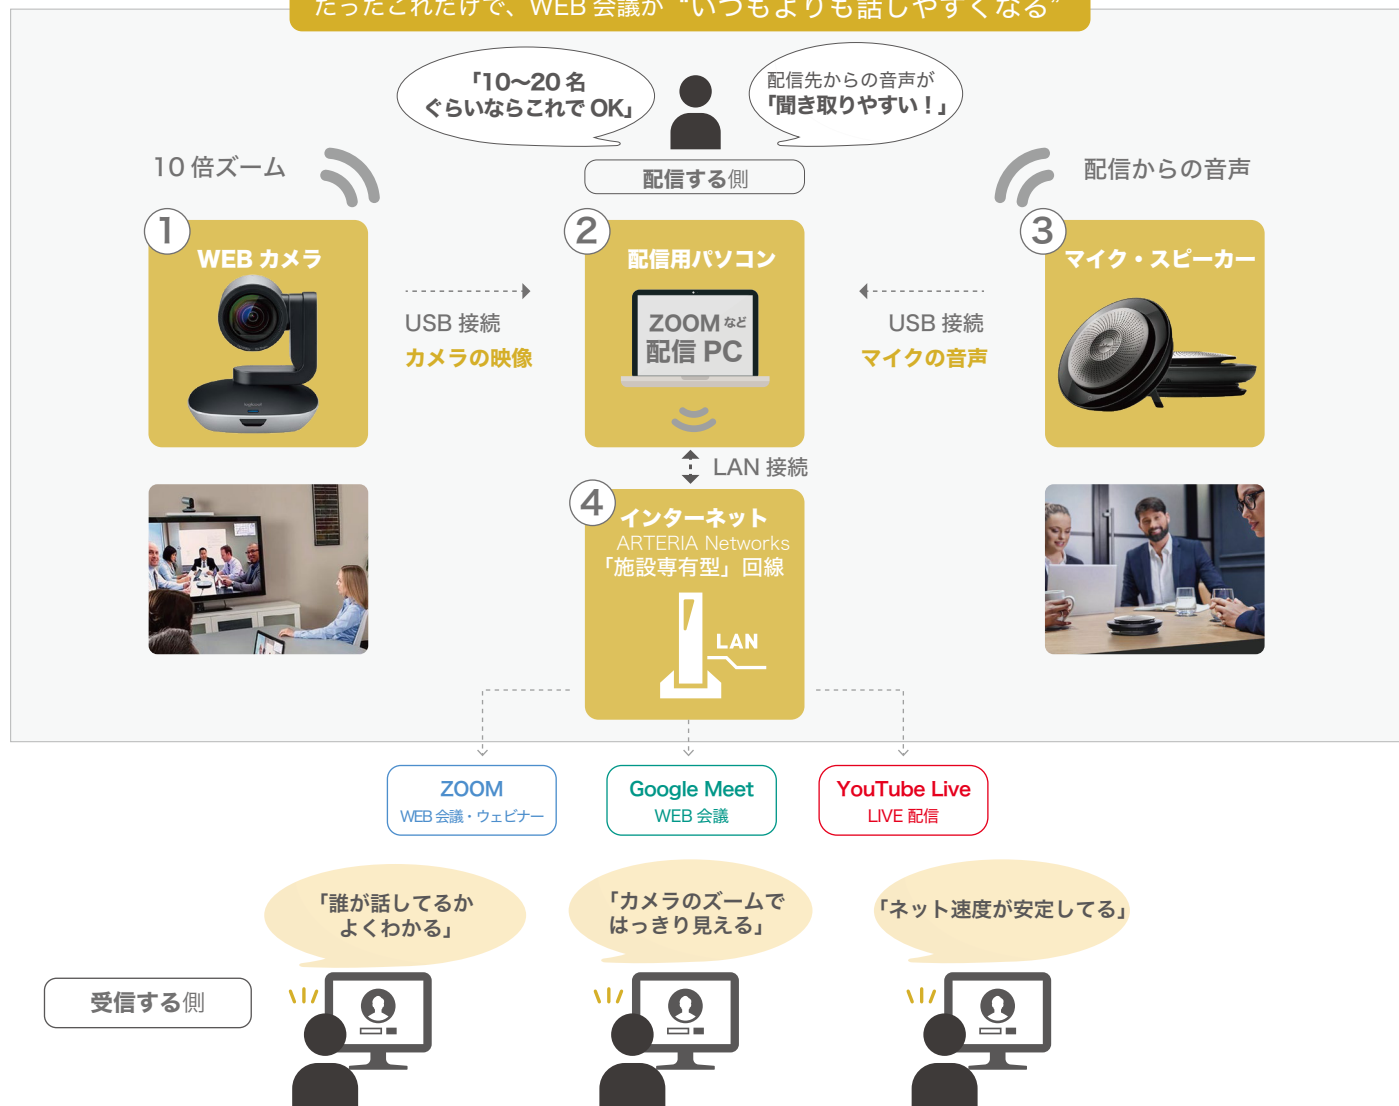 たったこれだけで、WEB 会議が “いつもよりも話しやすくなる”
「10〜20 名
ぐらいならこれで OK」
配信先からの音声が
「聞き取りやすい！」
10 倍ズーム
配信する側
配信からの音声
1
WEB カメラ
2
配信用パソコン
3
マイク・スピーカー
ZOOM など
配信 PC
USB 接続
カメラの映像
USB 接続
マイクの音声
LAN 接続
4
インターネット
ARTERIA Networks
「施設専有型」回線
LAN
ZOOM
WEB 会議・ウェビナー
Google Meet
WEB 会議
YouTube Live
LIVE 配信
「誰が話してるか
よくわかる」
「カメラのズームで
はっきり見える」
「ネット速度が安定してる」
受信する側